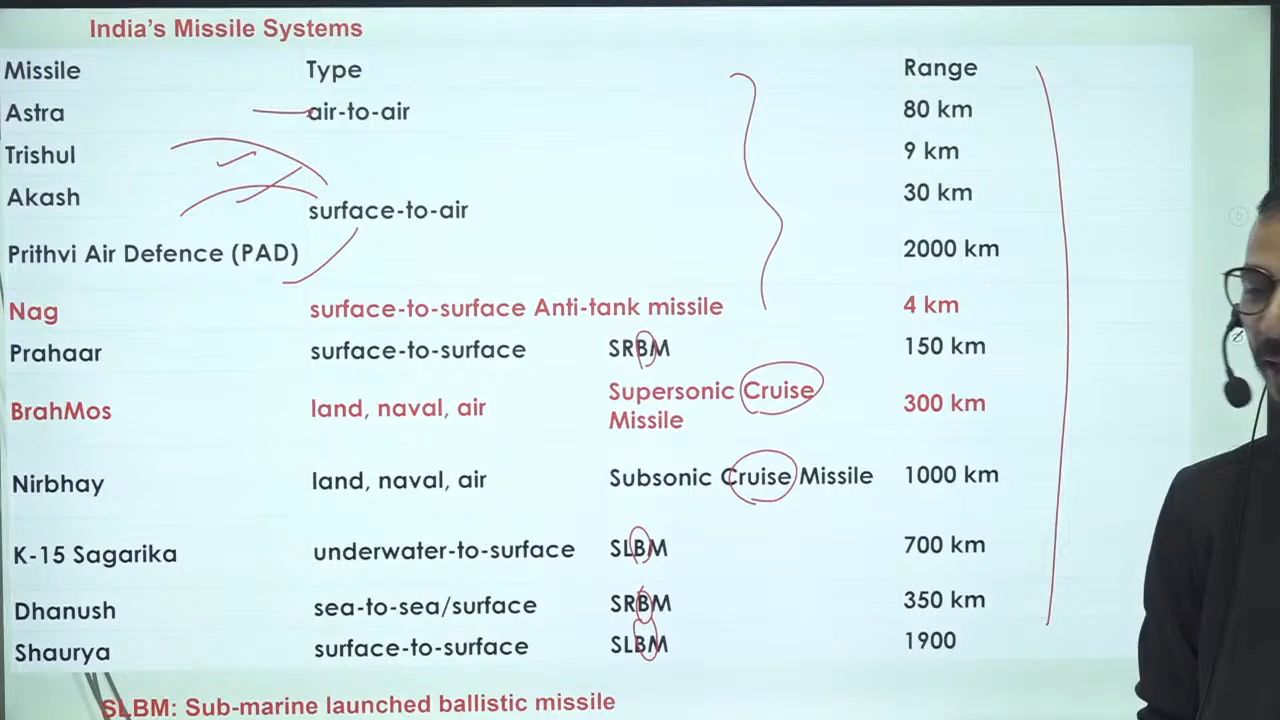 India's Missile Systems
Missile Type Range
Astra air-to-air 80 km
Trishul 9 km
Akash 30 km
surface-to-air
Prithvi Air Defence (PAD) 2000 km
Nag surface-to-surface Anti-tank missile 4 km
Prahaar surface-to-surface SRBM 150 km
BrahMos land, naval, air Supersonic Cruise 300 km
Missile
Nirbhay land, naval, air Subsonic Cruise Missile 1000 km
K-15 Sagarika underwater-to-surface SLBM 700 km
Dhanush sea-to-sea/surface SRBM 350 km
Shaurya surface-to-surface SLBM 1900
SLBM: Sub-marine launched ballistic missile